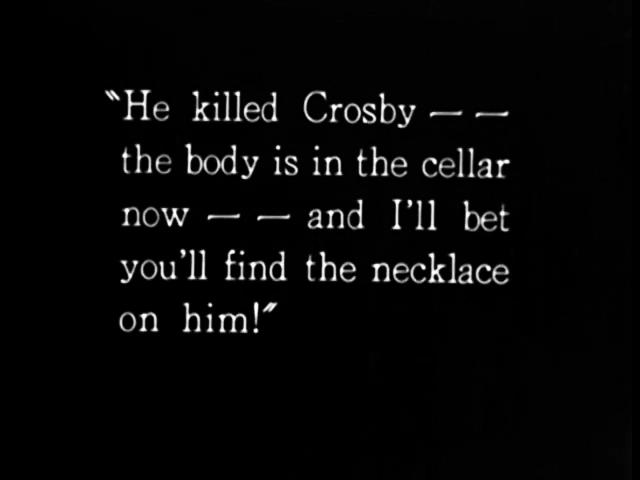 "He killed Crosby — —
the body is in the cellar
now — — and I'll bet
you'll find the necklace
on him!"